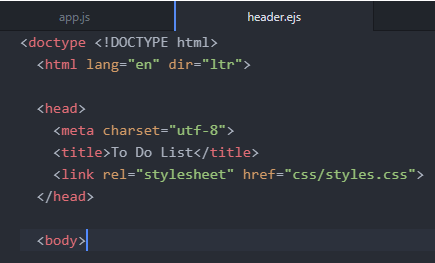 app.js header.ejs
<doctype <!DOCTYPE html>
<html lang="en" dir="ltr">
<head>
<meta charset="utf-8">
<title>To Do List</title>
<link rel="stylesheet" href="css/styles.css">
</head>
<body>